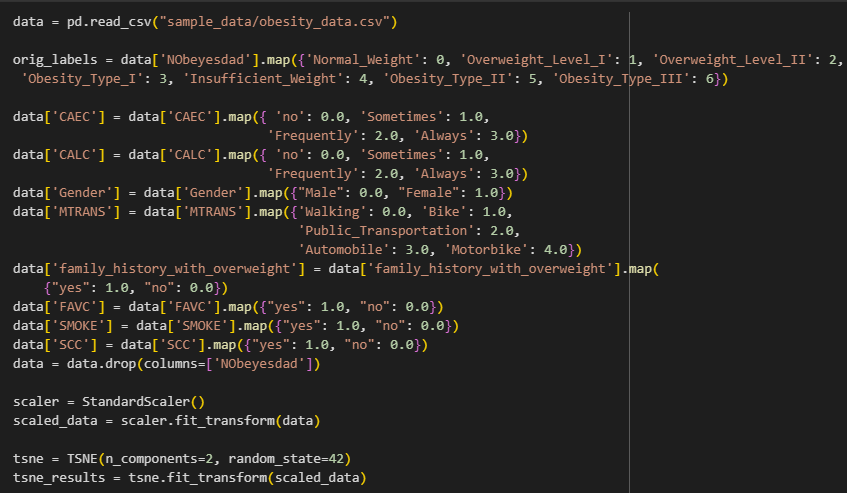 data = pd.read_csv("sample_data/obesity_data.csv")
orig_labels = data['NObeyesdad'].map({'Normal_Weight': 0, 'Overweight_Level_I': 1, 'Overweight_Level_II': 2,
'Obesity_Type_I': 3, 'Insufficient_Weight': 4, 'Obesity_Type_II': 5, 'Obesity_Type_III': 6})
data['CAEC'] = data['CAEC'].map({ 'no': 0.0, 'Sometimes': 1.0,
'Frequently': 2.0, 'Always': 3.0})
data['CALC'] = data['CALC'].map({ 'no': 0.0, 'Sometimes': 1.0,
'Frequently': 2.0, 'Always': 3.0})
data['Gender'] = data['Gender'].map({"Male": 0.0, "Female": 1.0})
data['MTRANS'] = data['MTRANS'].map({'Walking': 0.0, 'Bike': 1.0,
'Public_Transportation': 2.0,
'Automobile': 3.0, 'Motorbike': 4.0})
data['family_history_with_overweight'] = data['family_history_with_overweight'].map(
{"yes": 1.0, "no": 0.0})
data['FAVC'] = data['FAVC'].map({"yes": 1.0, "no": 0.0})
data['SMOKE'] = data['SMOKE'].map({"yes": 1.0, "no": 0.0})
data['SCC'] = data['SCC'].map({"yes": 1.0, "no": 0.0})
data = data.drop(columns=['NObeyesdad'])
scaler = StandardScaler()
scaled_data = scaler.fit_transform(data)
tsne = TSNE(n_components=2, random_state=42)
tsne_results = tsne.fit_transform(scaled_data)